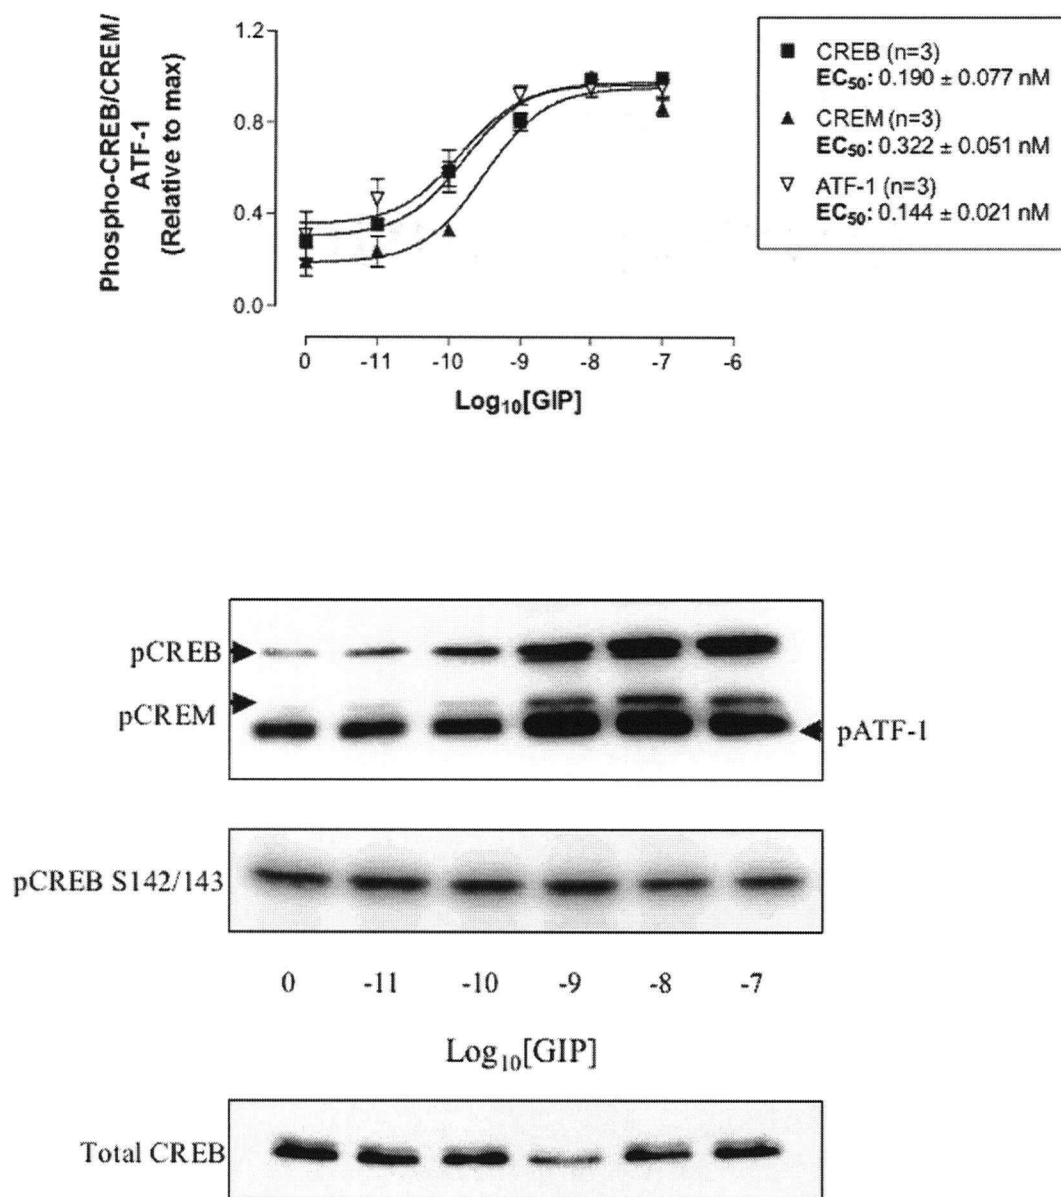 Phospho-CREB/CREM/
ATF-1
(Relative to max)
1.2
0.8
0.4
0.0
0 -11 -10 -9 -8 -7 -6
Log₁₀[GIP]
■ CREB (n=3)
EC₅₀: 0.190 ± 0.077 nM
▲ CREM (n=3)
EC₅₀: 0.322 ± 0.051 nM
▽ ATF-1 (n=3)
EC₅₀: 0.144 ± 0.021 nM
pCREB
pCREM
pATF-1
pCREB S142/143
0 -11 -10 -9 -8 -7
Log₁₀[GIP]
Total CREB